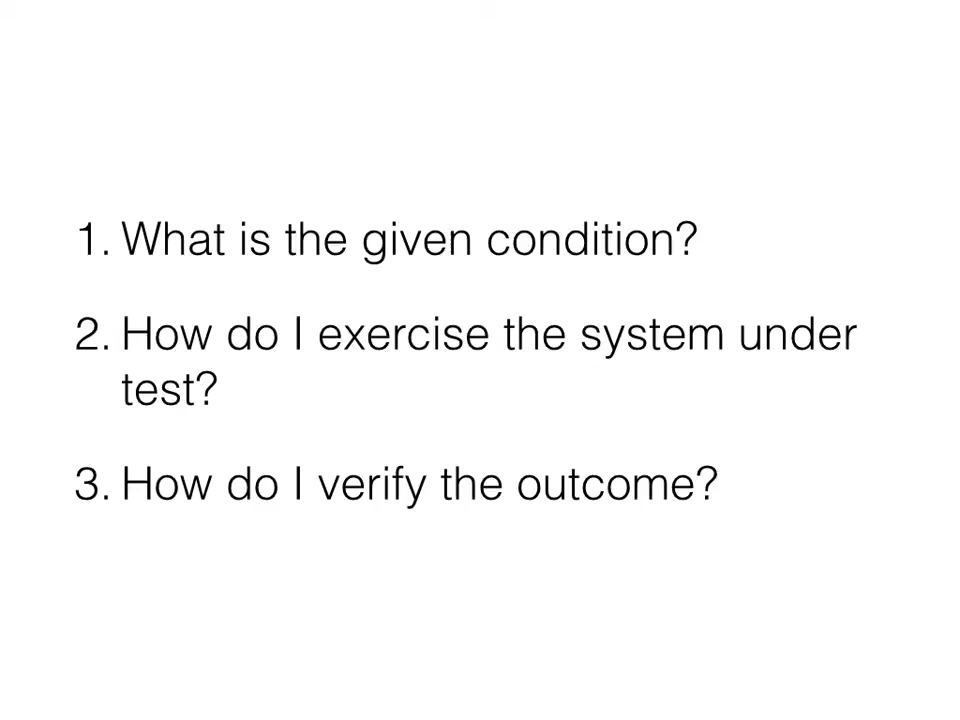 1. What is the given condition?
2. How do I exercise the system under
test?
3. How do I verify the outcome?